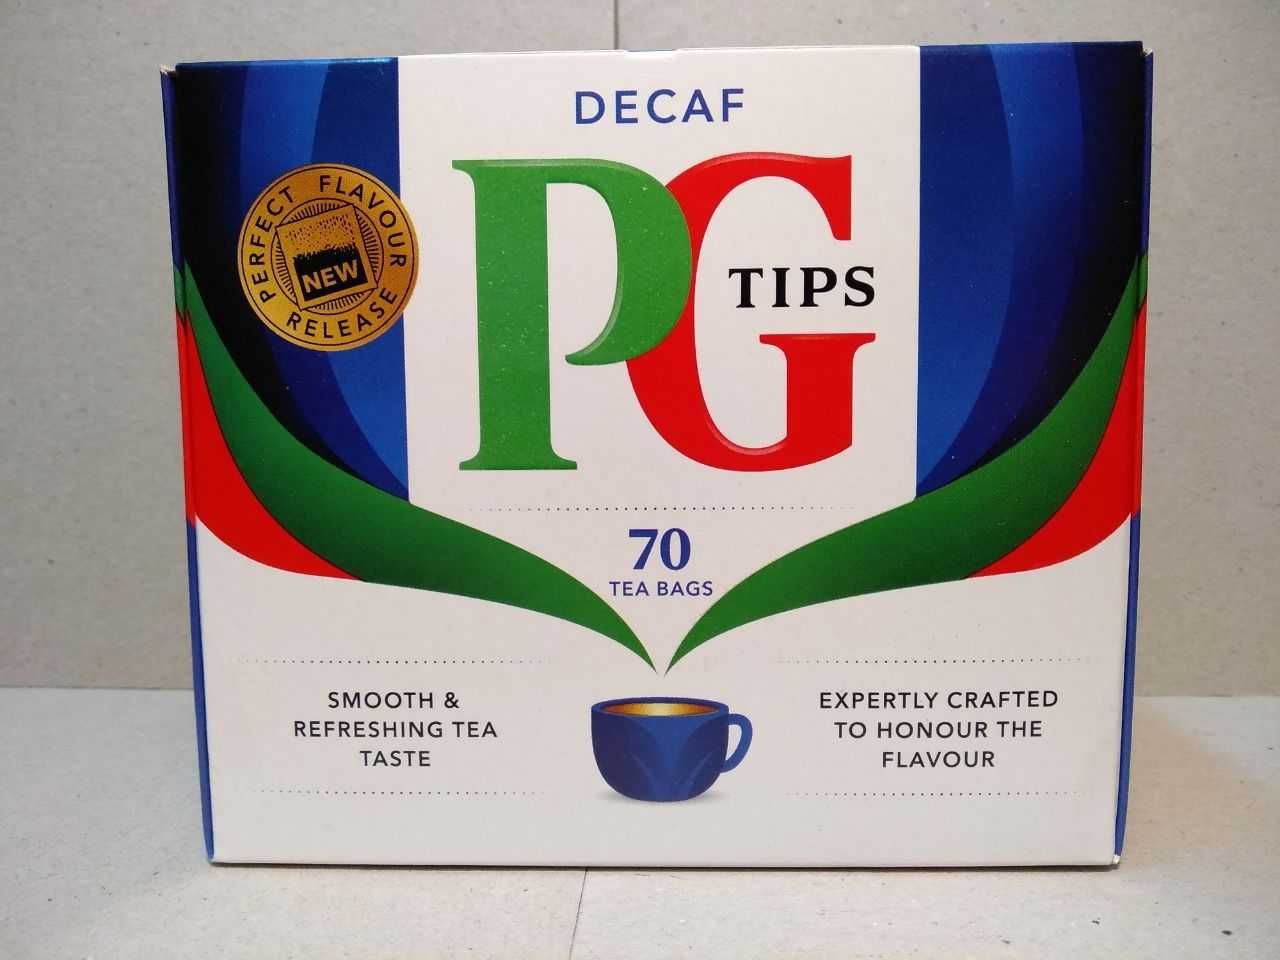 DECAF
PG
TIPS
PERFECT FLAVOUR
NEW
RELEASE
70
TEA BAGS
SMOOTH &
REFRESHING TEA
TASTE
EXPERTLY CRAFTED
TO HONOUR THE
FLAVOUR